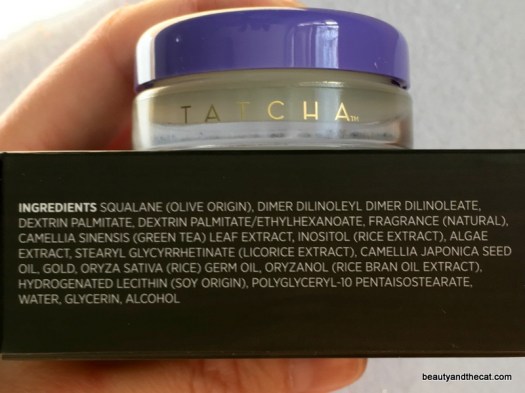 TATCHA™
INGREDIENTS SQUALANE (OLIVE ORIGIN), DIMER DILINOLEYL DIMER DILINOLEATE,
DEXTRIN PALMITATE, DEXTRIN PALMITATE/ETHYLHEXANOATE, FRAGRANCE (NATURAL),
CAMELLIA SINENSIS (GREEN TEA) LEAF EXTRACT, INOSITOL (RICE EXTRACT), ALGAE
EXTRACT, STEARYL GLYCYRRHETINATE (LICORICE EXTRACT), CAMELLIA JAPONICA SEED
OIL, GOLD, ORYZA SATIVA (RICE) GERM OIL, ORYZANOL (RICE BRAN OIL EXTRACT),
HYDROGENATED LECITHIN (SOY ORIGIN), POLYGLYCERYL-10 PENTAISOSTEARATE,
WATER, GLYCERIN, ALCOHOL
beautyandthecat.com